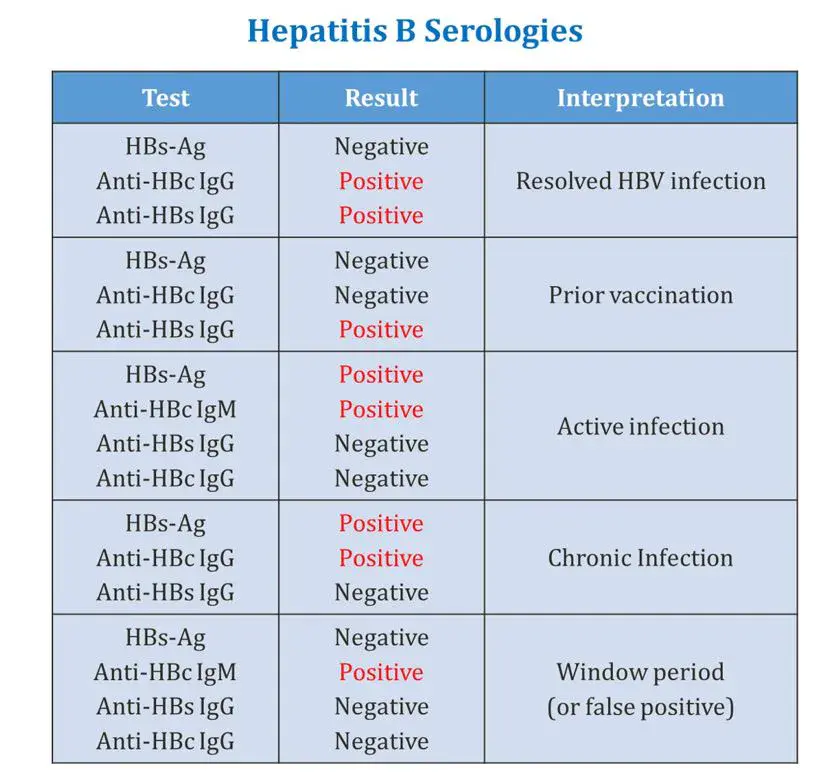 Hepatitis B Serologies
Test Result Interpretation
HBs-Ag Negative
Anti-HBc IgG Positive Resolved HBV infection
Anti-HBs IgG Positive
HBs-Ag Negative
Anti-HBc IgG Negative Prior vaccination
Anti-HBs IgG Positive
HBs-Ag Positive
Anti-HBc IgM Positive
Active infection
Anti-HBs IgG Negative
Anti-HBc IgG Negative
HBs-Ag Positive
Anti-HBc IgG Positive Chronic Infection
Anti-HBs IgG Negative
HBs-Ag Negative
Anti-HBc IgM Positive Window period
Anti-HBs IgG Negative (or false positive)
Anti-HBc IgG Negative